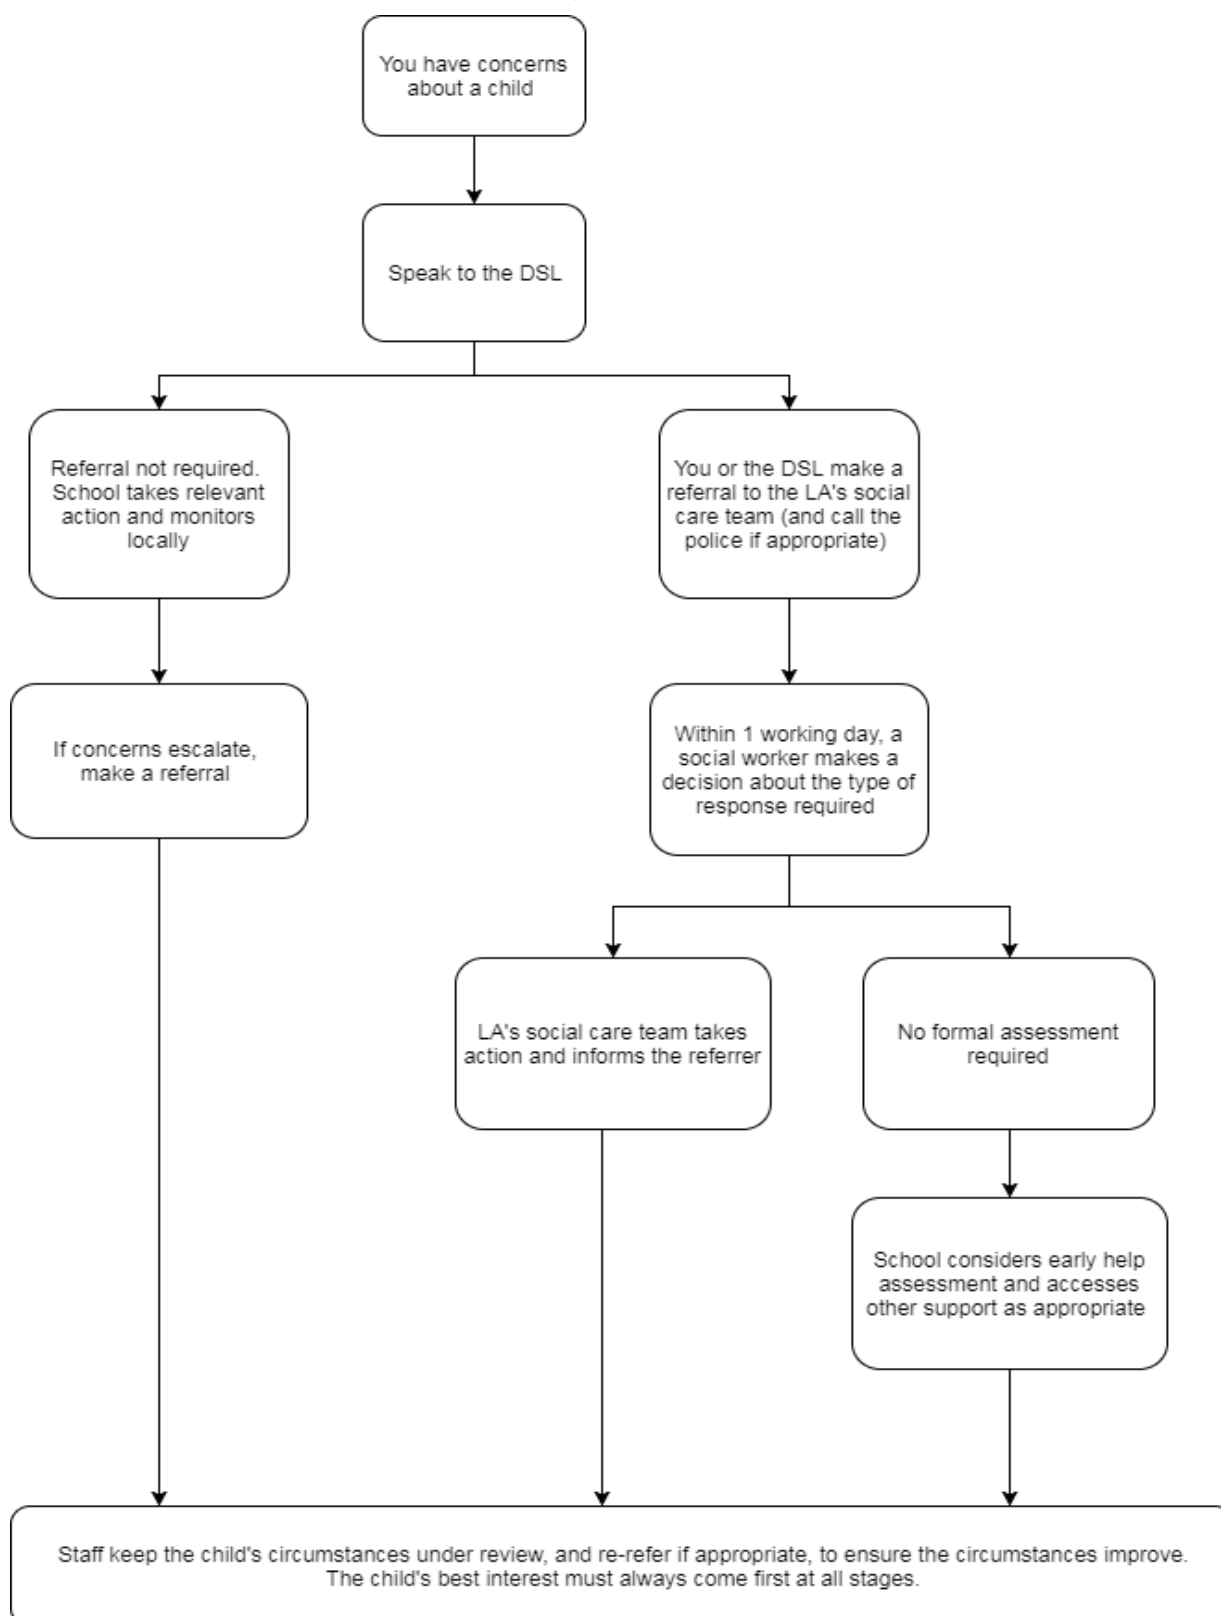 You have concerns
about a child
Speak to the DSL
Referral not required.
School takes relevant
action and monitors
locally
You or the DSL make a
referral to the LA's social
care team (and call the
police if appropriate)
If concerns escalate,
make a referral
Within 1 working day, a
social worker makes a
decision about the type of
response required
LA's social care team takes
action and informs the referrer
No formal assessment
required
School considers early help
assessment and accesses
other support as appropriate
Staff keep the child's circumstances under review, and re-refer if appropriate, to ensure the circumstances improve.
The child's best interest must always come first at all stages.